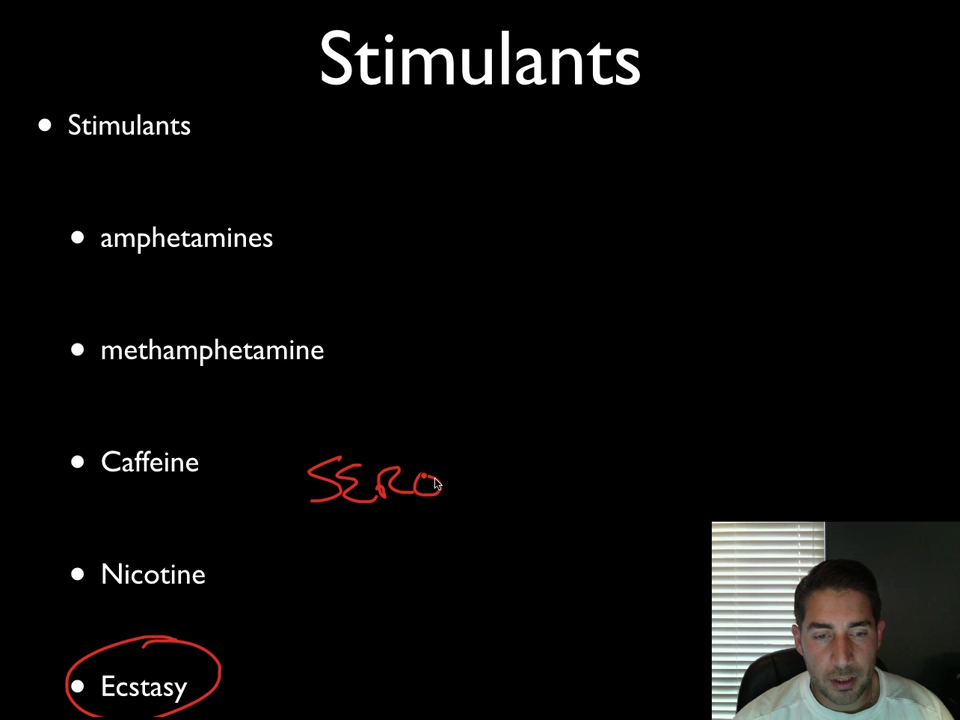 Stimulants
• Stimulants
• amphetamines
• methamphetamine
• Caffeine
SERO
• Nicotine
• Ecstasy